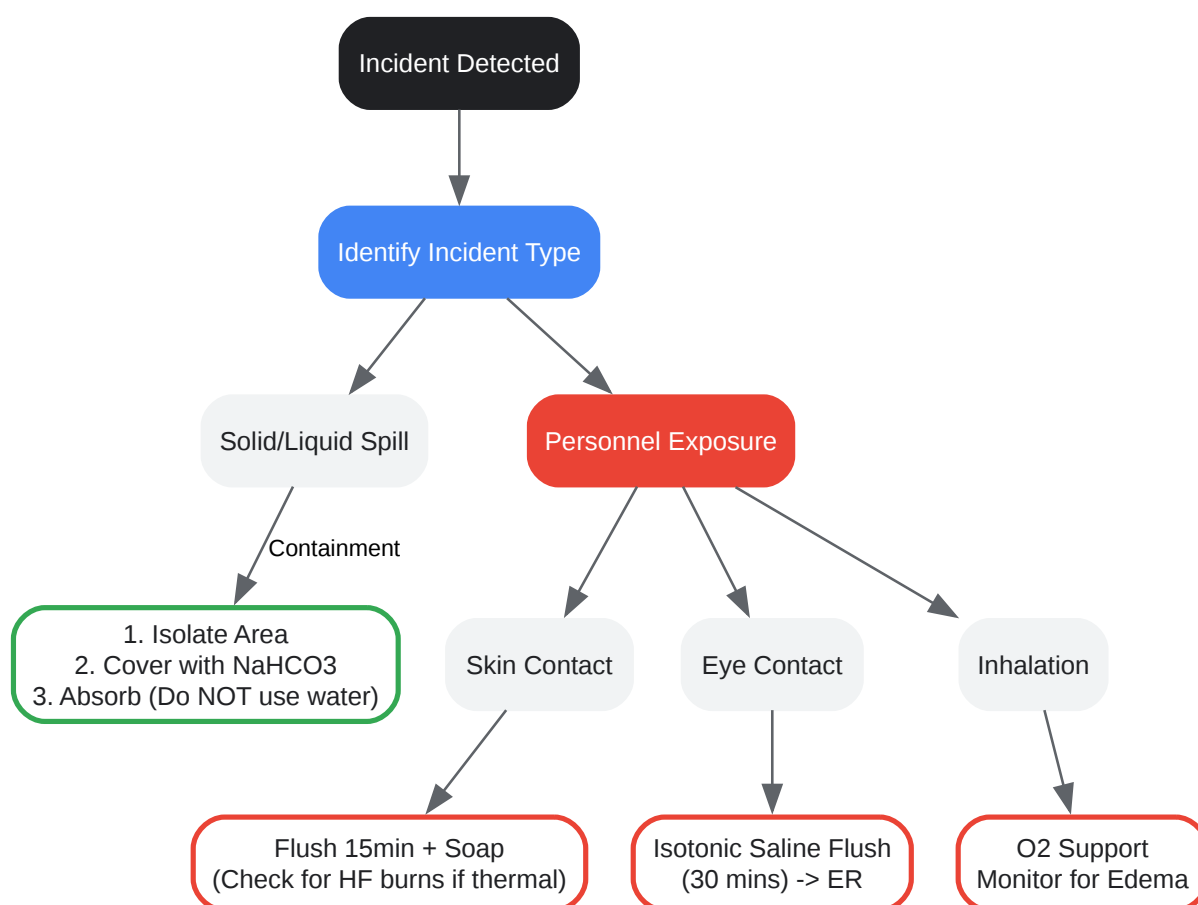 Incident Detected
Identify Incident Type
Solid/Liquid Spill
Personnel Exposure
Containment
1. Isolate Area
2. Cover with NaHCO3
3. Absorb (Do NOT use water)
Skin Contact
Eye Contact
Inhalation
Flush 15min + Soap
(Check for HF burns if thermal)
Isotonic Saline Flush
(30 mins) -> ER
O2 Support
Monitor for Edema